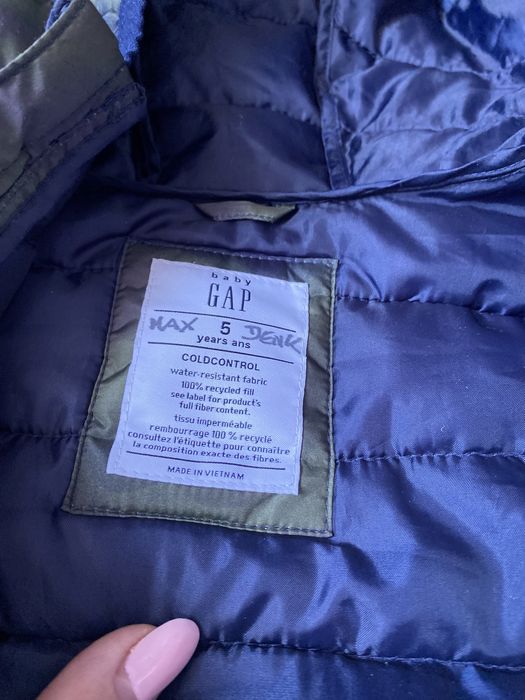 baby
GAP
MAX 5 DENK
years ans
COLDCONTROL
water-resistant fabric
100% recycled fill
see label for product's
full fiber content.
tissu imperméable
rembourrage 100 % recyclé
consultez l'étiquette pour connaître
la composition exacte des fibres.
MADE IN VIETNAM